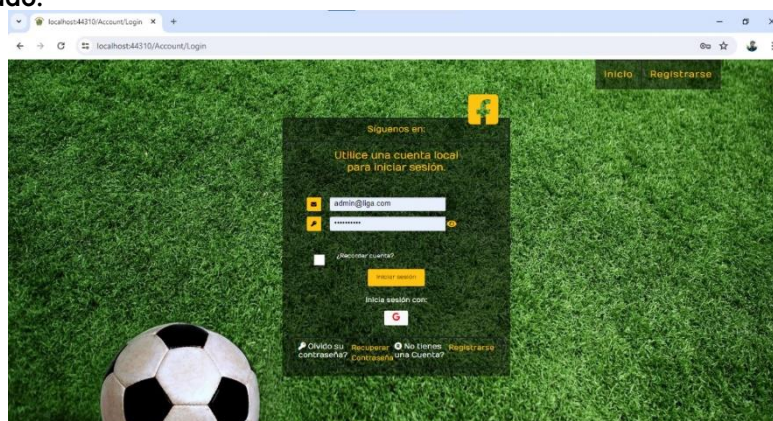 ado.
localhost:44310/Account/Login
localhost:44310/Account/Login
Inicio Registrarse
f
Síguenos en:
Utilice una cuenta local
para iniciar sesión.
admin@liga.com
¿Recordar cuenta?
Iniciar sesión
Inicia sesión con:
G
Olvido su contraseña? Recuperar Contraseña No tienes una Cuenta? Registrarse